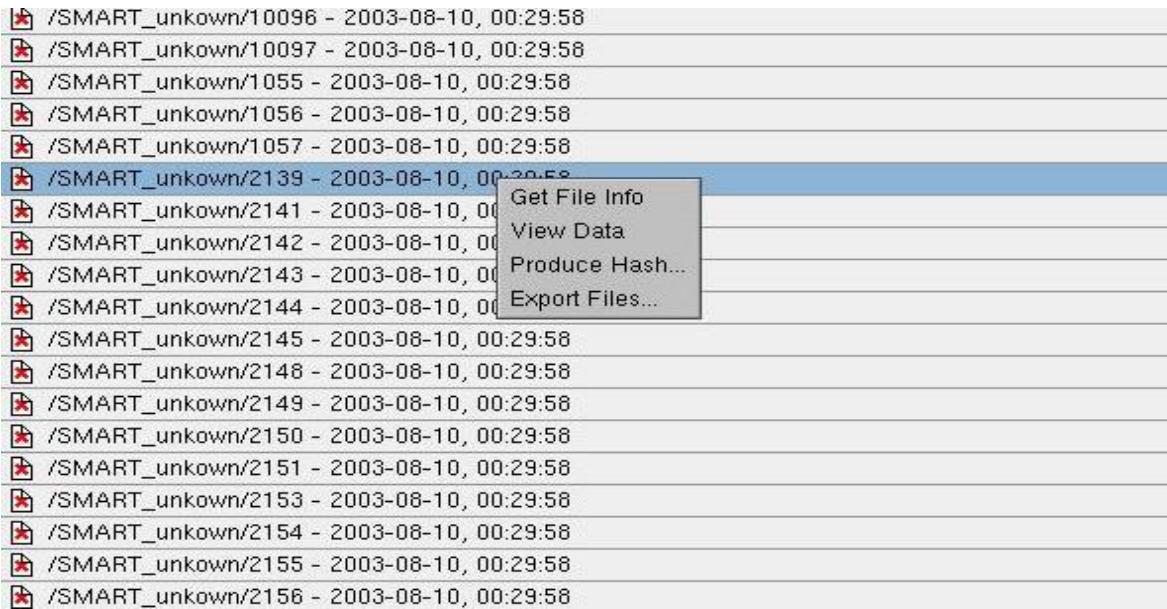 /SMART_unkown/10096 - 2003-08-10, 00:29:58
/SMART_unkown/10097 - 2003-08-10, 00:29:58
/SMART_unkown/1055 - 2003-08-10, 00:29:58
/SMART_unkown/1056 - 2003-08-10, 00:29:58
/SMART_unkown/1057 - 2003-08-10, 00:29:58
/SMART_unkown/2139 - 2003-08-10, 00:29:58
/SMART_unkown/2141 - 2003-08-10, 00
/SMART_unkown/2142 - 2003-08-10, 00
/SMART_unkown/2143 - 2003-08-10, 00
/SMART_unkown/2144 - 2003-08-10, 00
Get File Info
View Data
Produce Hash...
Export Files...
/SMART_unkown/2145 - 2003-08-10, 00:29:58
/SMART_unkown/2148 - 2003-08-10, 00:29:58
/SMART_unkown/2149 - 2003-08-10, 00:29:58
/SMART_unkown/2150 - 2003-08-10, 00:29:58
/SMART_unkown/2151 - 2003-08-10, 00:29:58
/SMART_unkown/2153 - 2003-08-10, 00:29:58
/SMART_unkown/2154 - 2003-08-10, 00:29:58
/SMART_unkown/2155 - 2003-08-10, 00:29:58
/SMART_unkown/2156 - 2003-08-10, 00:29:58